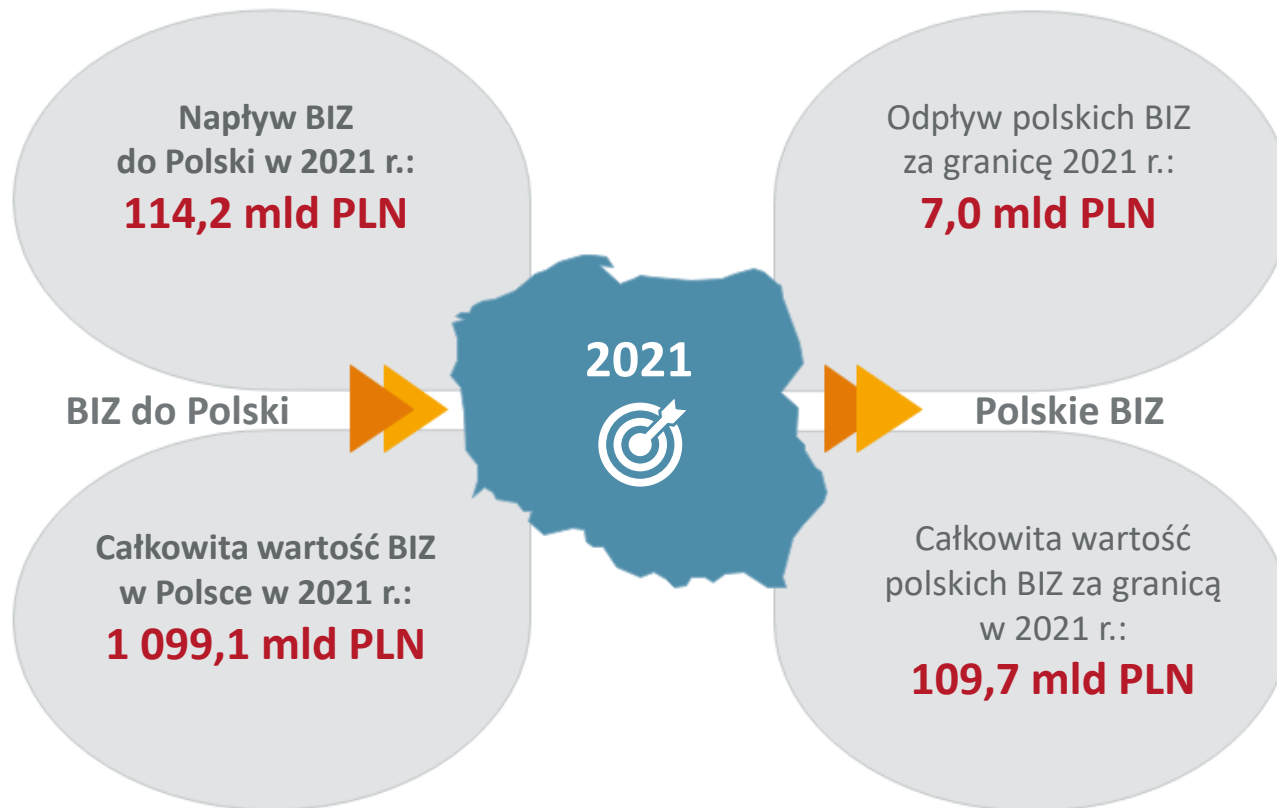 Napływ BIZ
do Polski w 2021 r.:
114,2 mld PLN
Odpływ polskich BIZ
za granicę 2021 r.:
7,0 mld PLN
2021
BIZ do Polski
Polskie BIZ
Całkowita wartość BIZ
w Polsce w 2021 r.:
1 099,1 mld PLN
Całkowita wartość
polskich BIZ za granicą
w 2021 r.:
109,7 mld PLN